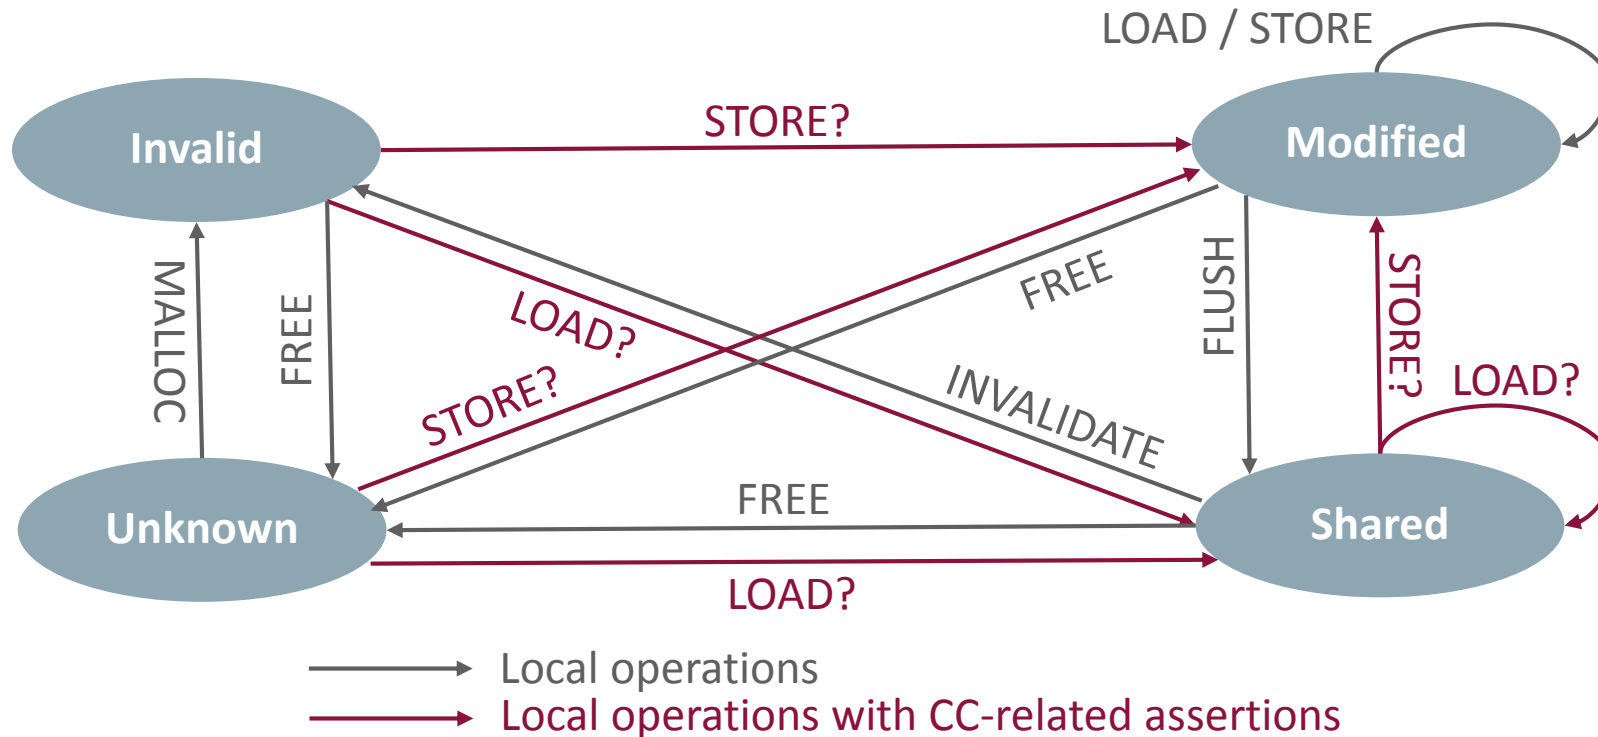 LOAD / STORE
STORE?
Invalid
Modified
MALLOC
FREE
LOAD?
STORE?
FREE
FLUSH
STORE?
INVALIDATE
LOAD?
FREE
Unknown
Shared
LOAD?
Local operations
Local operations with CC-related assertions